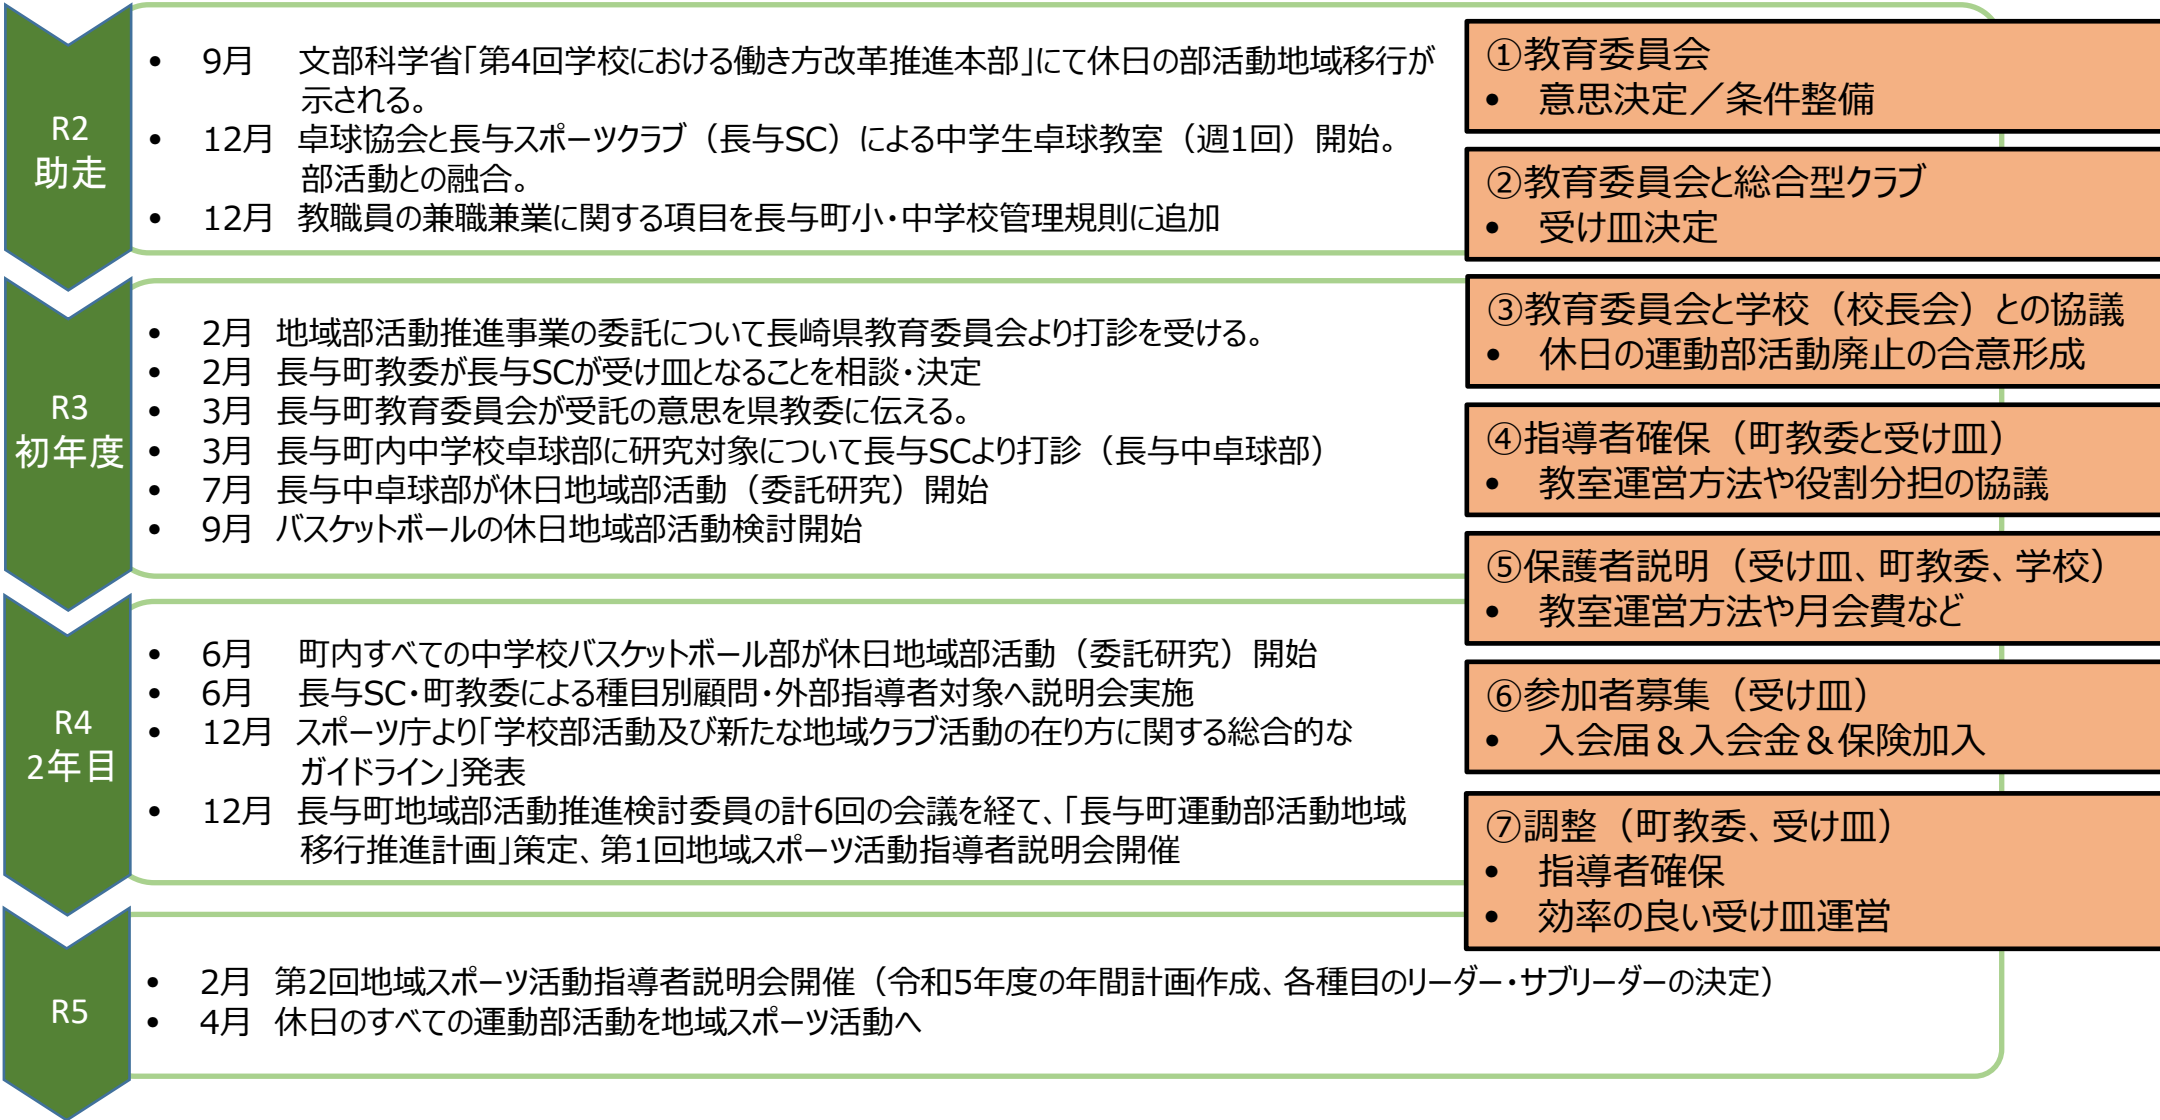 R2
助走
• 9月 文部科学省「第4回学校における働き方改革推進本部」にて休日の部活動地域移行が
示される。
• 12月 卓球協会と長与スポーツクラブ（長与SC）による中学生卓球教室（週1回）開始。
部活動との融合。
• 12月 教職員の兼職兼業に関する項目を長与町小・中学校管理規則に追加
R3
初年度
• 2月 地域部活動推進事業の委託について長崎県教育委員会より打診を受ける。
• 2月 長与町教委が長与SCが受け皿となることを相談・決定
• 3月 長与町教育委員会が受託の意思を県教委に伝える。
• 3月 長与町内中学校卓球部に研究対象について長与SCより打診（長与中卓球部）
• 7月 長与中卓球部が休日地域部活動（委託研究）開始
• 9月 バスケットボールの休日地域部活動検討開始
R4
2年目
• 6月 町内すべての中学校バスケットボール部が休日地域部活動（委託研究）開始
• 6月 長与SC・町教委による種目別顧問・外部指導者対象へ説明会実施
• 12月 スポーツ庁より「学校部活動及び新たな地域クラブ活動の在り方に関する総合的な
ガイドライン」発表
• 12月 長与町地域部活動推進検討委員の計6回の会議を経て、「長与町運動部活動地域
移行推進計画」策定、第1回地域スポーツ活動指導者説明会開催
R5
• 2月 第2回地域スポーツ活動指導者説明会開催（令和5年度の年間計画作成、各種目のリーダー・サブリーダーの決定）
• 4月 休日のすべての運動部活動を地域スポーツ活動へ
①教育委員会
• 意思決定／条件整備
②教育委員会と総合型クラブ
• 受け皿決定
③教育委員会と学校（校長会）との協議
• 休日の運動部活動廃止の合意形成
④指導者確保（町教委と受け皿）
• 教室運営方法や役割分担の協議
⑤保護者説明（受け皿、町教委、学校）
• 教室運営方法や月会費など
⑥参加者募集（受け皿）
• 入会届＆入会金＆保険加入
⑦調整（町教委、受け皿）
• 指導者確保
• 効率の良い受け皿運営